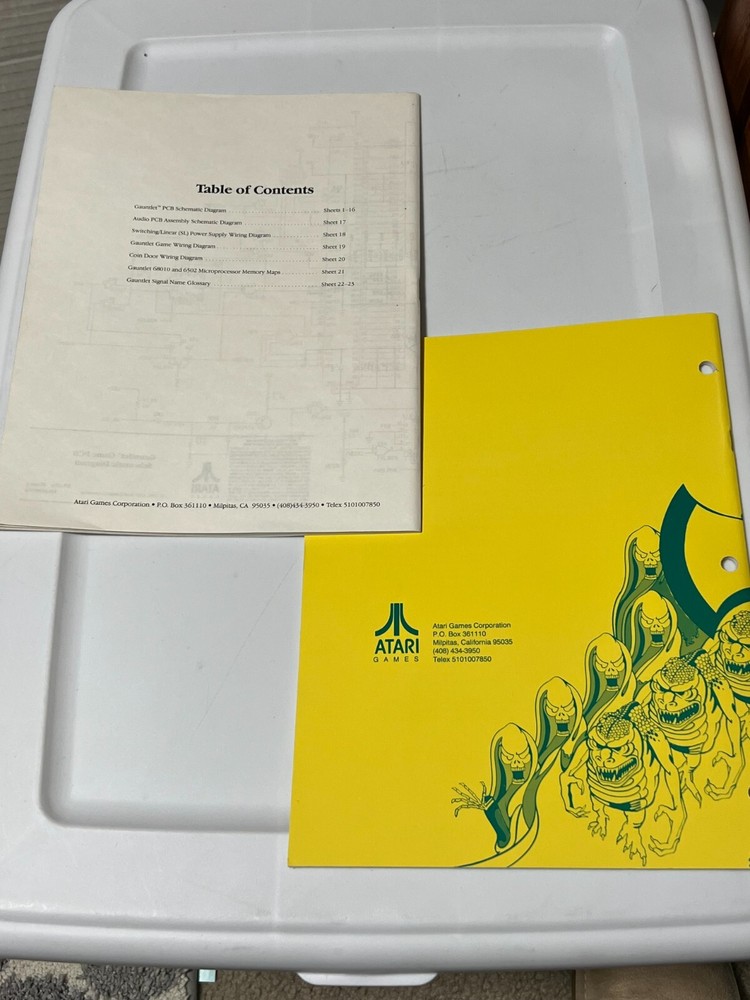 Table of Contents
Gauntlet™ PCB Schematic Diagram Sheets 1–16
Audio PCB Assembly Schematic Diagram Sheet 17
Switching/Linear (SL) Power Supply Wiring Diagram Sheet 18
Gauntlet Game Wiring Diagram Sheet 19
Coin Door Wiring Diagram Sheet 20
Gauntlet 68010 and 6502 Microprocessor Memory Maps Sheet 21
Gauntlet Signal Name Glossary Sheet 22–23
ATARI
Atari Games Corporation • P.O. Box 361110 • Milpitas, CA 95035 • (408)434-3950 • Telex 5101007850
ATARI
GAMES
Atari Games Corporation
P.O. Box 361110
Milpitas, California 95035
(408) 434-3950
Telex 5101007850